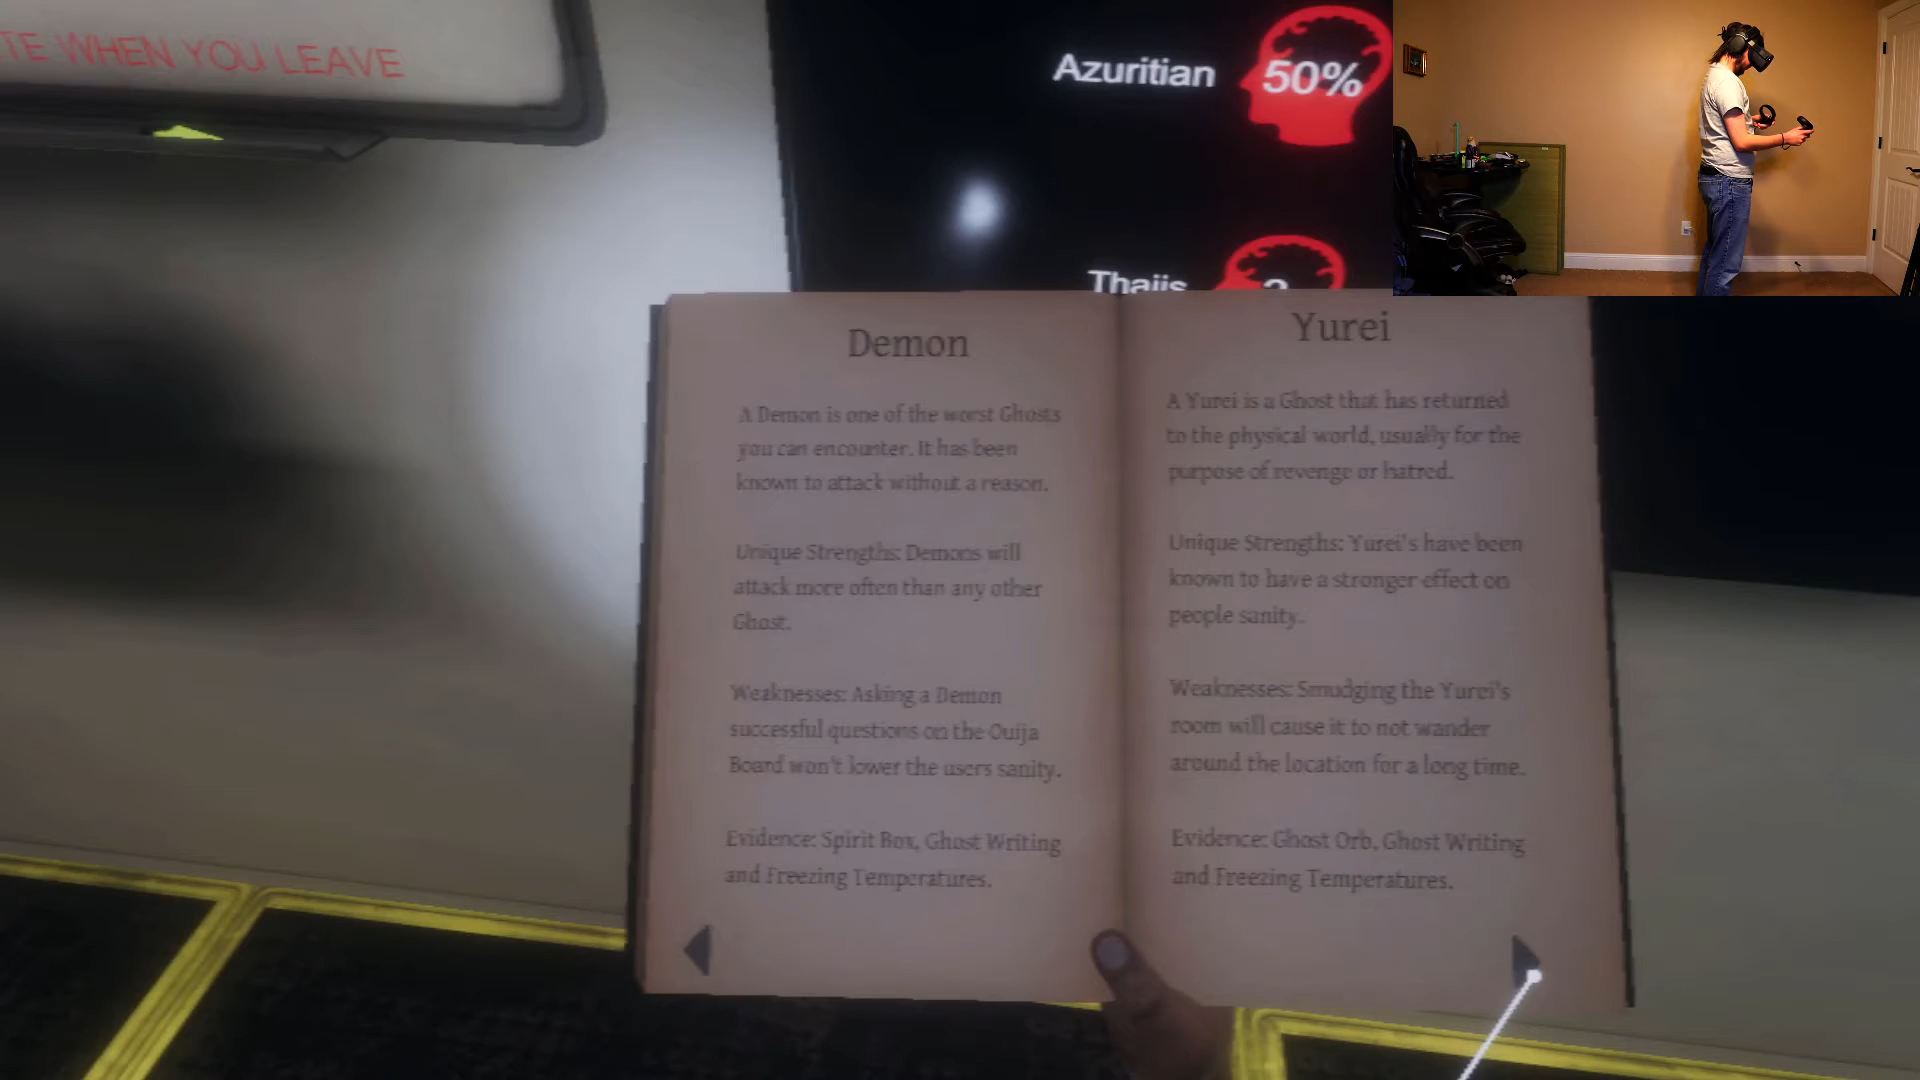 TE WHEN YOU LEAVE
Azuritian
50%
Thaiis
?
Demon
A Demon is one of the worst Ghosts
you can encounter. It has been
known to attack without a reason.
Unique Strengths: Demons will
attack more often than any other
Ghost.
Weaknesses: Asking a Demon
successful questions on the Ouija
Board won't lower the users sanity.
Evidence: Spirit Box, Ghost Writing
and Freezing Temperatures.
Yurei
A Yurei is a Ghost that has returned
to the physical world, usually for the
purpose of revenge or hatred.
Unique Strengths: Yurei's have been
known to have a stronger effect on
people sanity.
Weaknesses: Smudging the Yurei's
room will cause it to not wander
around the location for a long time.
Evidence: Ghost Orb, Ghost Writing
and Freezing Temperatures.